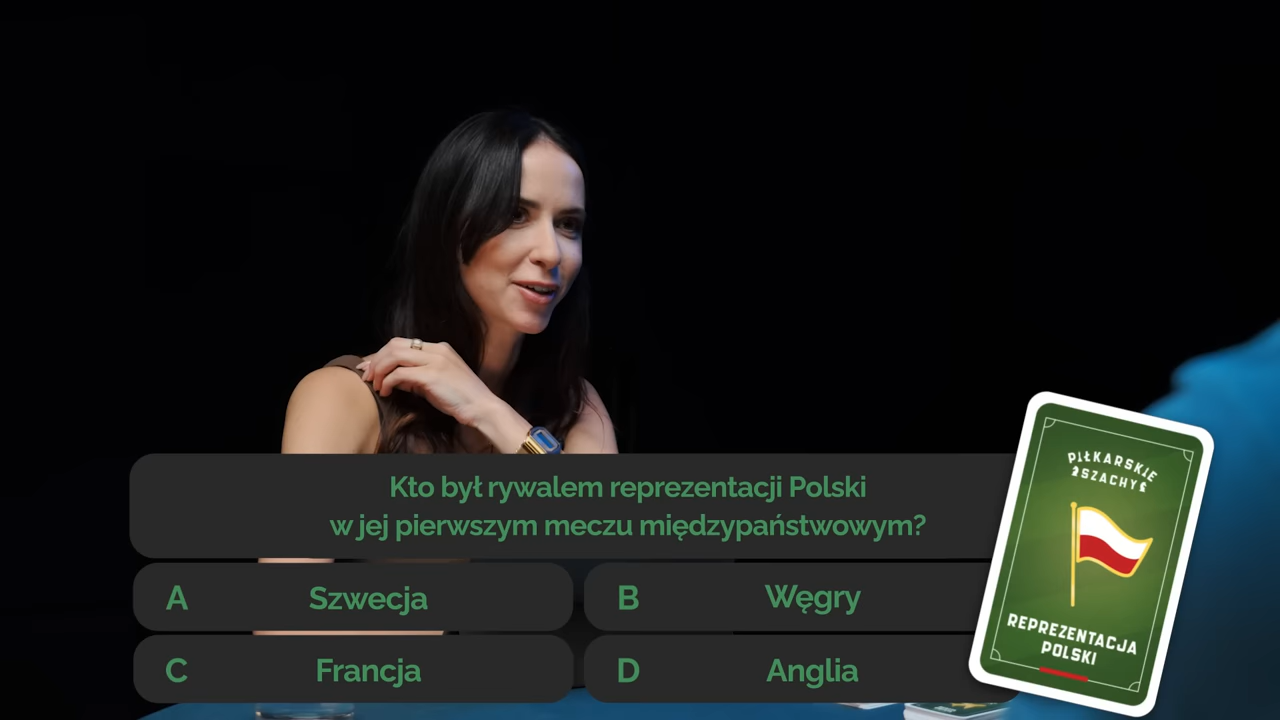 Kto był rywalem reprezentacji Polski
w jej pierwszym meczu międzypaństwowym?
A Szwecja
B Węgry
C Francja
D Anglia
PIŁKARSKIE
SZACHY
REPREZENTACJA
POLSKI